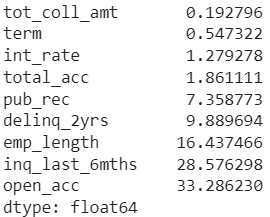 tot_coll_amt 0.192796
term 0.547322
int_rate 1.279278
total_acc 1.861111
pub_rec 7.358773
delinq_2yrs 9.889694
emp_length 16.437466
inq_last_6mths 28.576298
open_acc 33.286230
dtype: float64